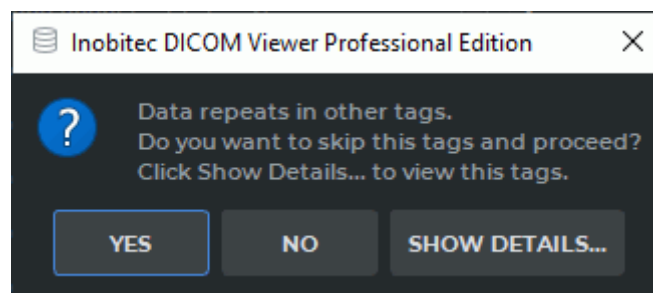 Inobitec DICOM Viewer Professional Edition
Data repeats in other tags.
Do you want to skip this tags and proceed?
Click Show Details... to view this tags.
YES NO SHOW DETAILS...